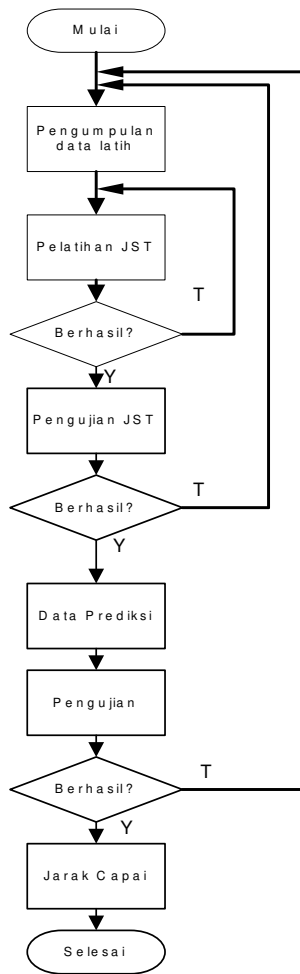 Mulai
Pengumpulan
data latih
Pelatihan JST
T
Berhasil?
Y
Pengujian JST
T
Berhasil?
Y
Data Prediksi
Pengujian
T
Berhasil?
Y
Jarak Capai
Selesai